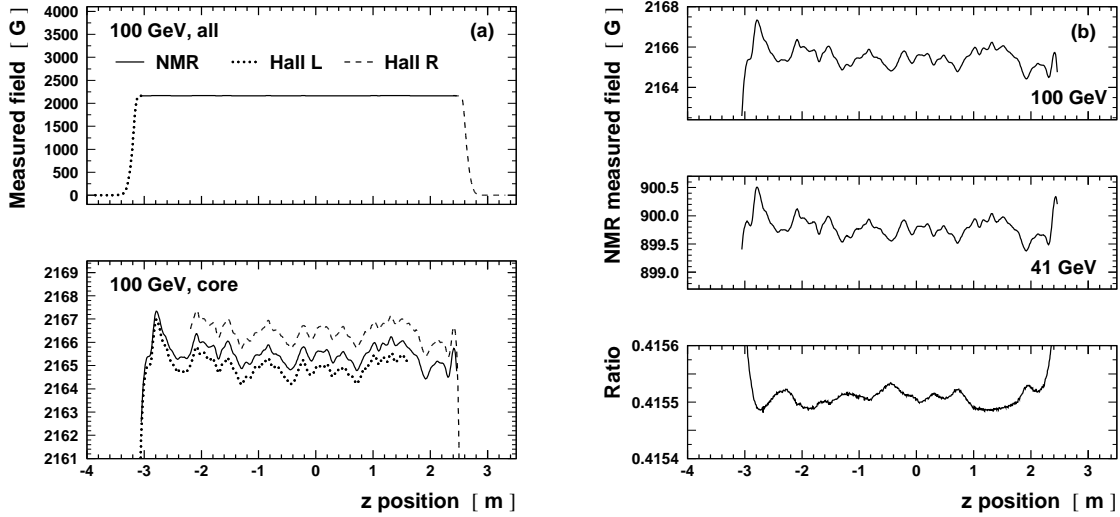 Measured field [ G ]
4000
3500
3000
2500
2000
1500
1000
500
0
100 GeV, all
(a)
NMR
Hall L
Hall R
2169
2168
2167
2166
2165
2164
2163
2162
2161
100 GeV, core
-4 -3 -2 -1 0 1 2 3
z position [ m ]
NMR measured field [ G ]
2168
2166
2164
(b)
100 GeV
900.5
900.0
899.5
899.0
41 GeV
Ratio
0.4156
0.4155
0.4154
-4 -3 -2 -1 0 1 2 3
z position [ m ]